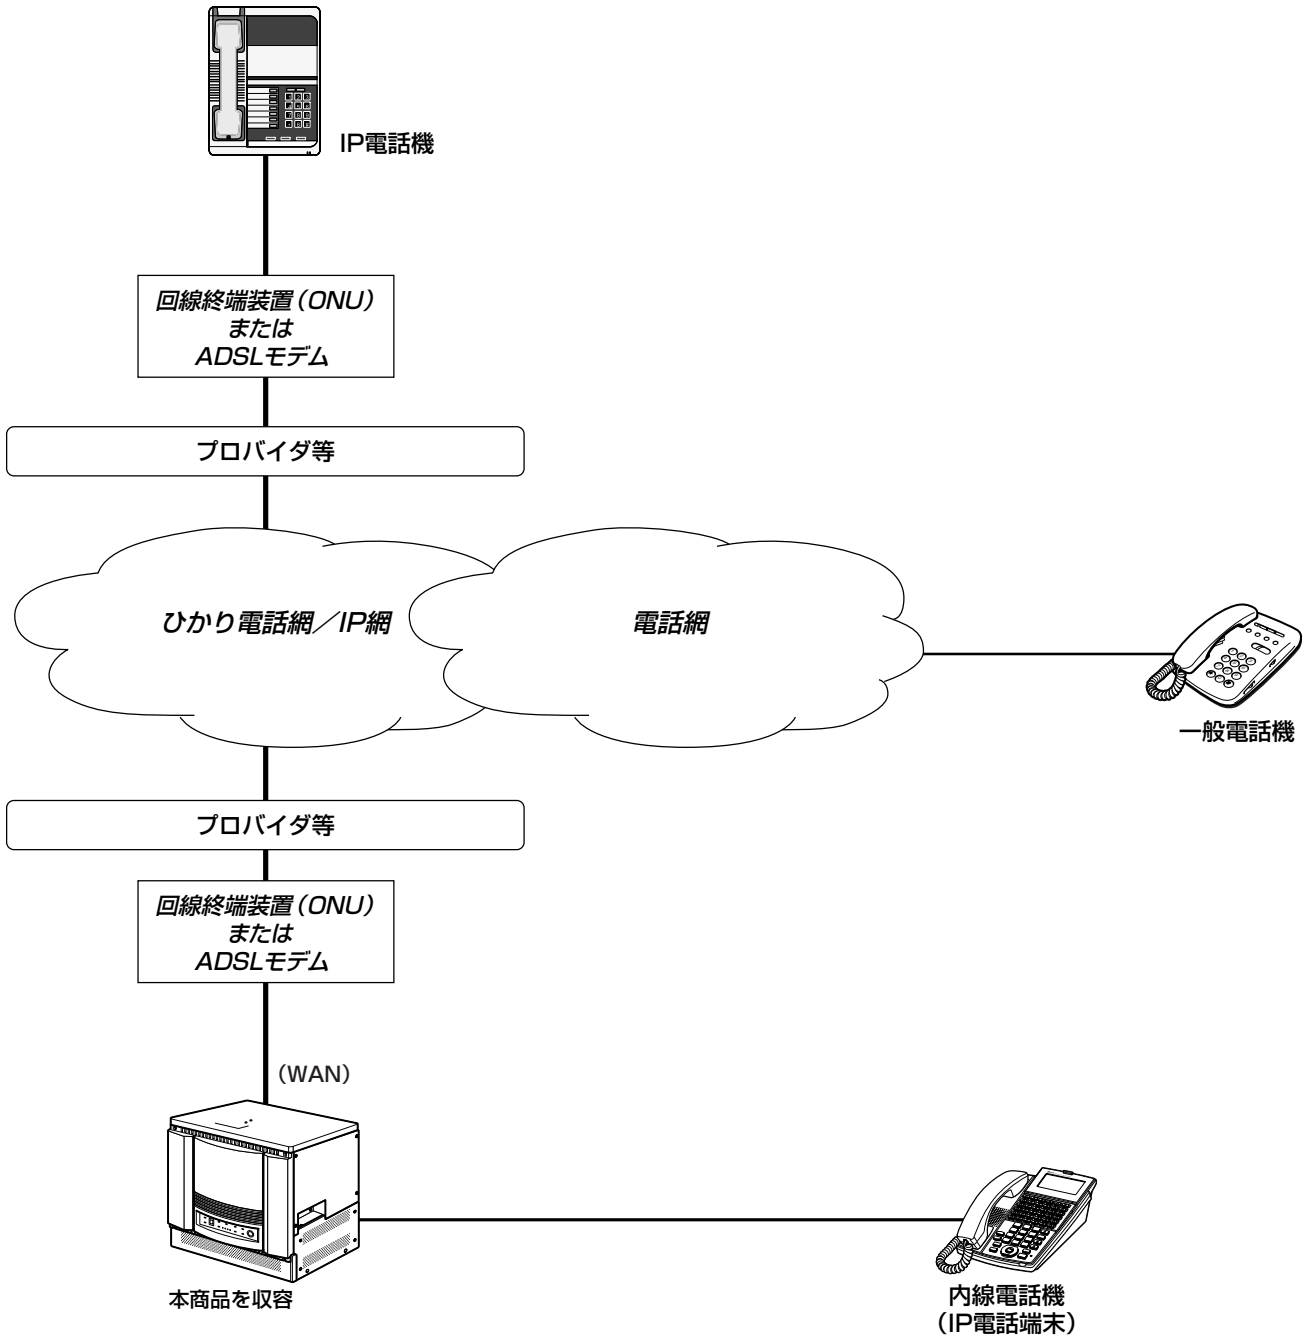 IP電話機
回線終端装置(ONU)
または
ADSLモデム
プロバイダ等
ひかり電話網／IP網
電話網
一般電話機
プロバイダ等
回線終端装置(ONU)
または
ADSLモデム
(WAN)
本商品を収容
内線電話機
(IP電話端末)